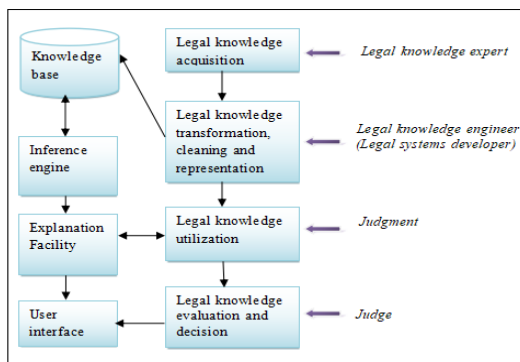 Knowledge
base
Legal knowledge
acquisition
Legal knowledge expert
Legal knowledge
transformation,
cleaning and
representation
Legal knowledge engineer
(Legal systems developer)
Inference
engine
Explanation
Facility
Legal knowledge
utilization
Judgment
User
interface
Legal knowledge
evaluation and
decision
Judge